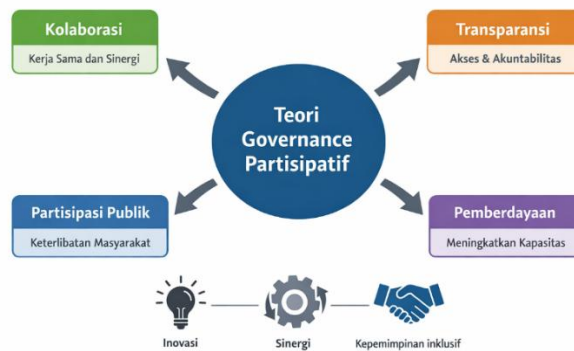 Kolaborasi
Kerja Sama dan Sinergi
Transparansi
Akses & Akuntabilitas
Teori
Governance
Partisipatif
Partisipasi Publik
Keterlibatan Masyarakat
Pemberdayaan
Meningkatkan Kapasitas
Inovasi
Sinergi
Kepemimpinan inklusif